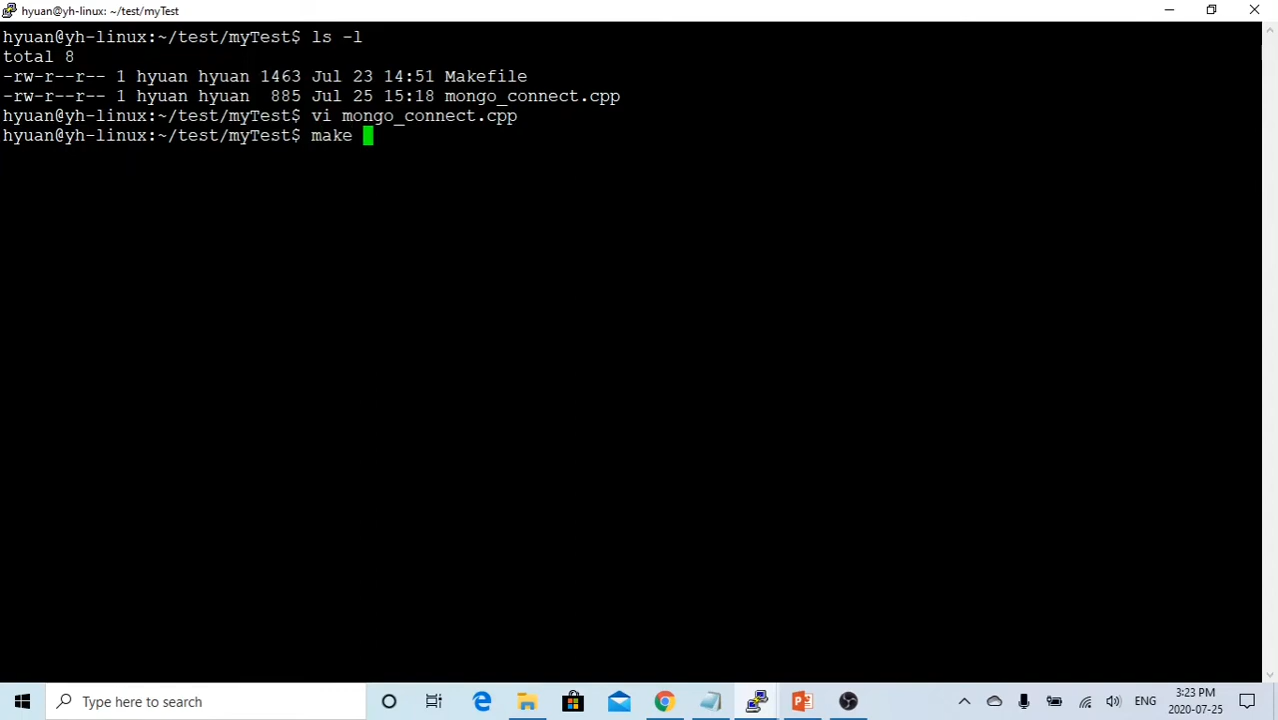 hyuan@yh-linux: ~/test/myTest
hyuan@yh-linux:~/test/myTest$ ls -l
total 8
-rw-r--r-- 1 hyuan hyuan 1463 Jul 23 14:51 Makefile
-rw-r--r-- 1 hyuan hyuan  885 Jul 25 15:18 mongo_connect.cpp
hyuan@yh-linux:~/test/myTest$ vi mongo_connect.cpp
hyuan@yh-linux:~/test/myTest$ make
Type here to search
ENG
3:23 PM
2020-07-25